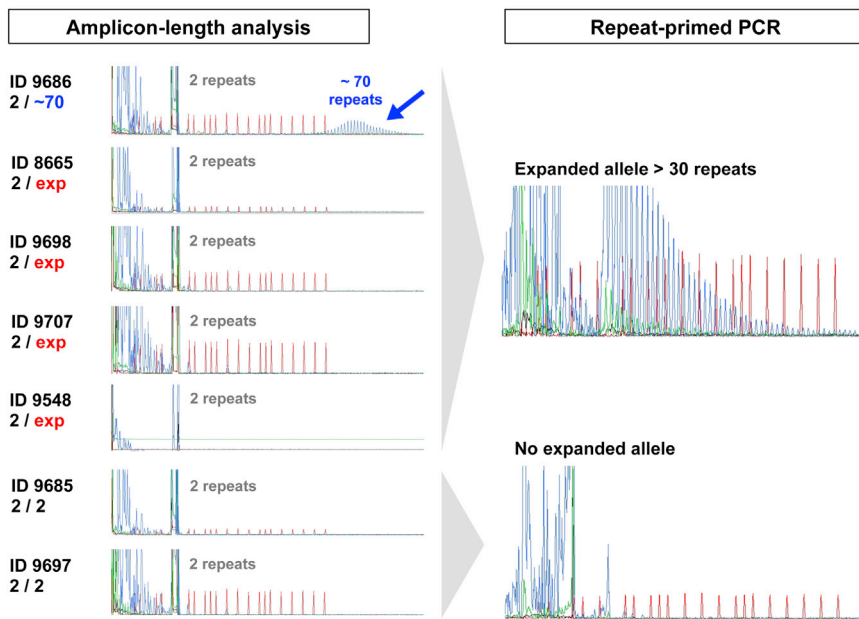 Amplicon-length analysis
Repeat-primed PCR
ID 9686
2 / ~70
2 repeats
~ 70
repeats
ID 8665
2 / exp
2 repeats
ID 9698
2 / exp
2 repeats
ID 9707
2 / exp
2 repeats
ID 9548
2 / exp
2 repeats
ID 9685
2 / 2
2 repeats
ID 9697
2 / 2
2 repeats
Expanded allele > 30 repeats
No expanded allele